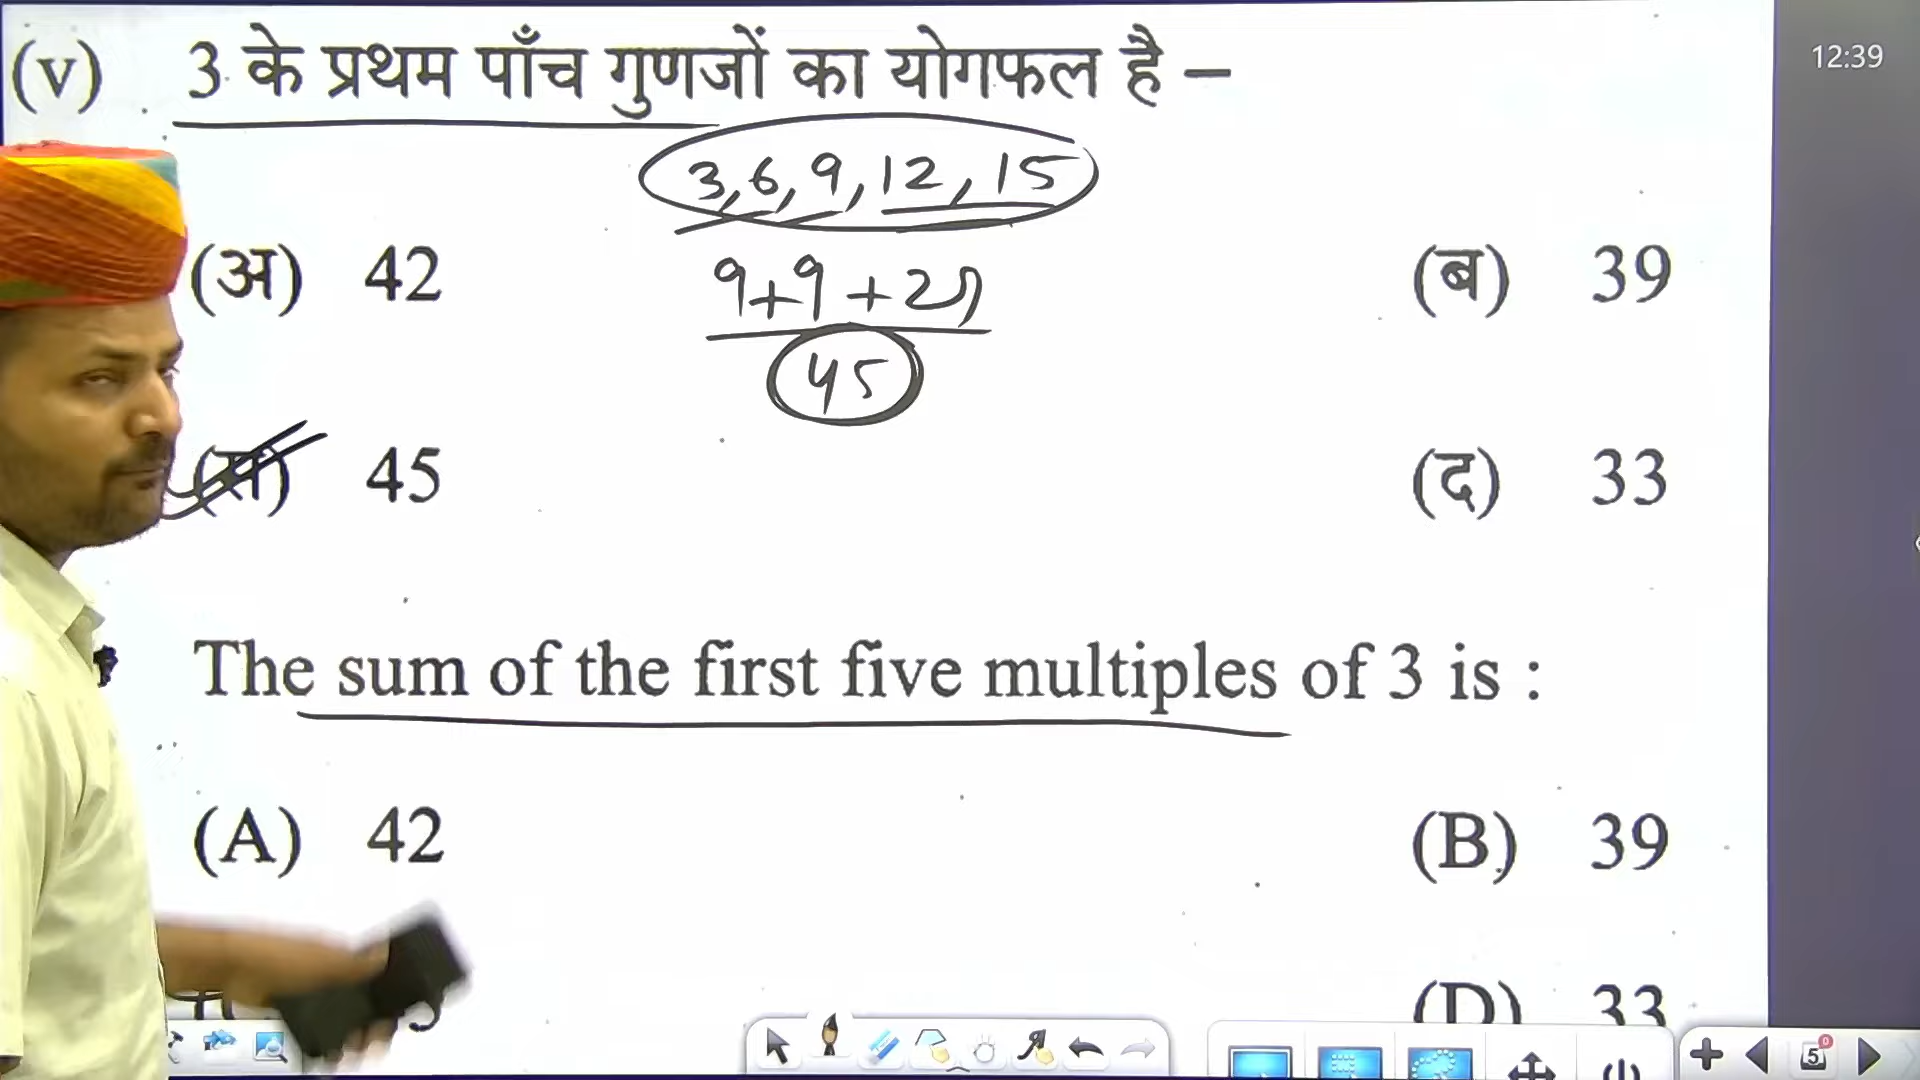 (v) 3 के प्रथम पाँच गुणजों का योगफल है –
12:39
3, 6, 9, 12, 15
(अ) 42
9+9+27
(ब) 39
45
(स) 45
(द) 33
The sum of the first five multiples of 3 is :
(A) 42
(B) 39
(D) 33
5